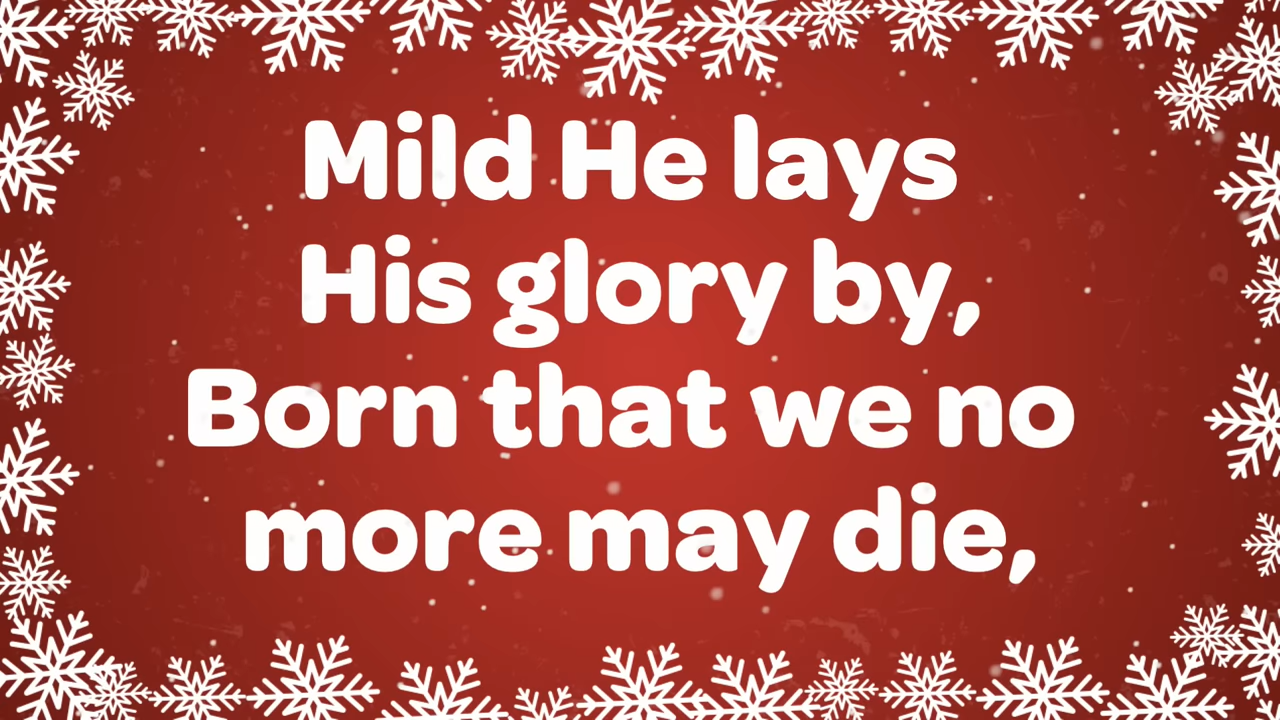 Mild He lays
His glory by,
Born that we no
more may die,